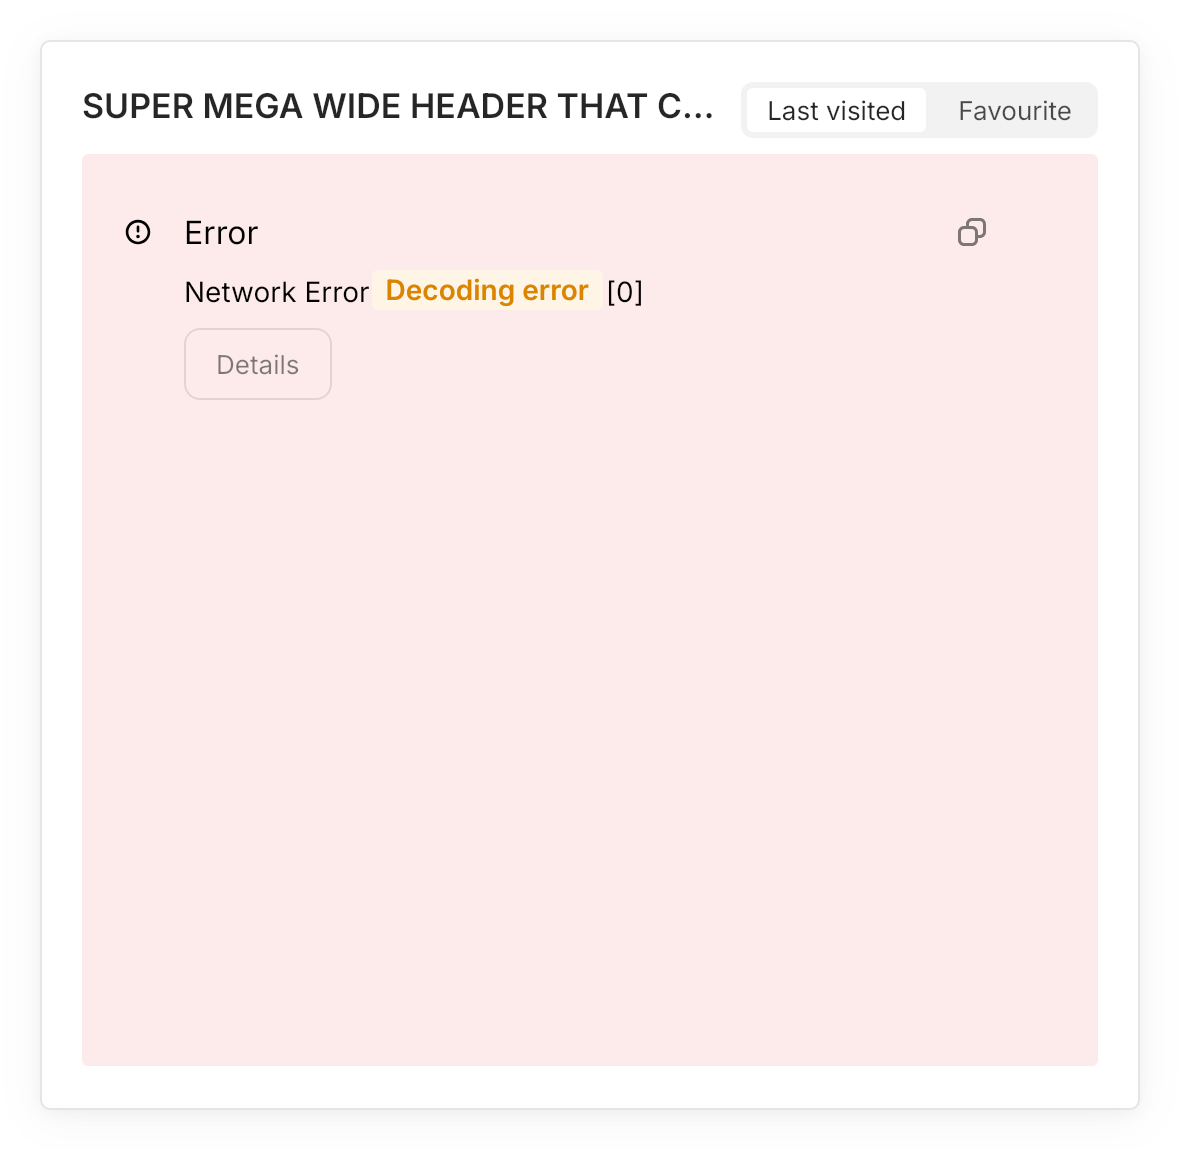 SUPER MEGA WIDE HEADER THAT C...
Last visited Favourite
Error
Network Error Decoding error [0]
Details